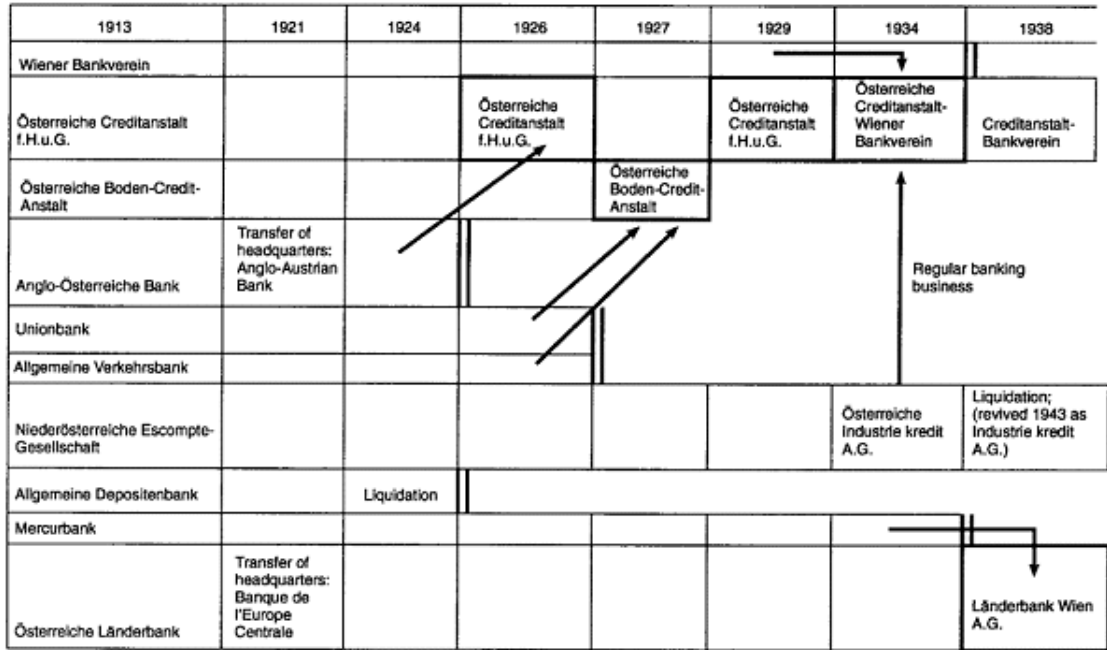 1913 1921 1924 1926 1927 1929 1934 1938
Wiener Bankverein
Österreiche Creditanstalt
f.H.u.G.
Österreiche
Creditanstalt
f.H.u.G.
Österreiche
Creditanstalt
f.H.u.G.
Österreiche
Creditanstalt-
Wiener
Bankverein
Creditanstalt-
Bankverein
Österreiche Boden-Credit-
Anstalt
Österreiche
Boden-Credit-
Anstalt
Anglo-Österreiche Bank
Transfer of
headquarters:
Anglo-Austrian
Bank
Regular banking
business
Unionbank
Allgemeine Verkehrsbank
Niederösterreiche Escompte-
Gesellschaft
Österreiche
Industrie kredit
A.G.
Liquidation;
(revived 1943 as
Industrie kredit
A.G.)
Allgemeine Depositenbank
Liquidation
Mercurbank
Österreiche Länderbank
Transfer of
headquarters:
Banque de
l'Europe
Centrale
Länderbank Wien
A.G.